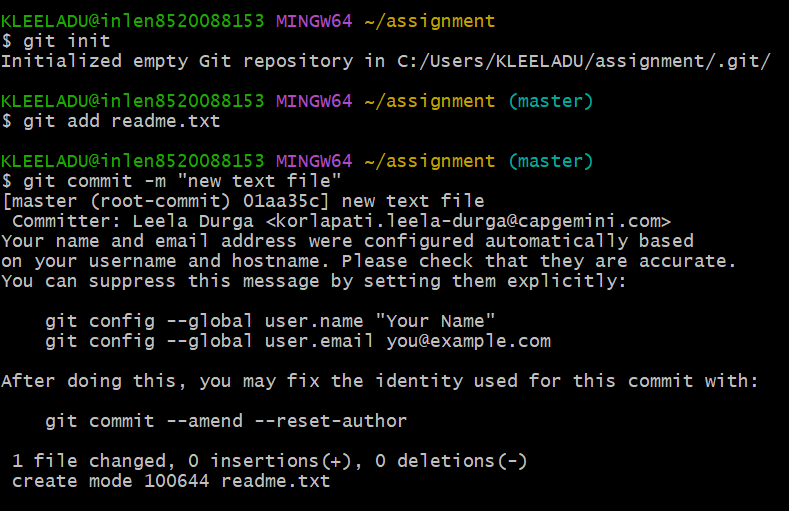 KLEELADU@inlen8520088153 MINGW64 ~/assignment
$ git init
Initialized empty Git repository in C:/Users/KLEELADU/assignment/.git/
KLEELADU@inlen8520088153 MINGW64 ~/assignment (master)
$ git add readme.txt
KLEELADU@inlen8520088153 MINGW64 ~/assignment (master)
$ git commit -m "new text file"
[master (root-commit) 01aa35c] new text file
 Committer: Leela Durga <korlapati.leela-durga@capgemini.com>
Your name and email address were configured automatically based
on your username and hostname. Please check that they are accurate.
You can suppress this message by setting them explicitly:
    git config --global user.name "Your Name"
    git config --global user.email you@example.com
After doing this, you may fix the identity used for this commit with:
    git commit --amend --reset-author
 1 file changed, 0 insertions(+), 0 deletions(-)
 create mode 100644 readme.txt